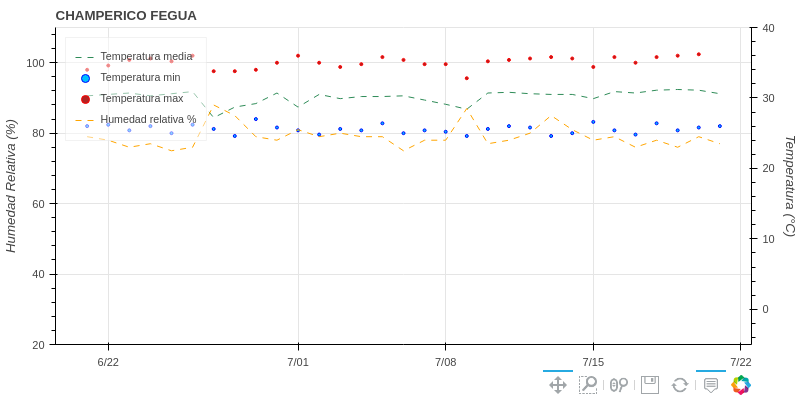 CHAMPERICO FEGUA
100
80
60
40
20
Humedad Relativa (%)
Temperatura media
Temperatura min
Temperatura max
Humedad relativa %
40
30
20
10
0
Temperatura (°C)
6/22
7/01
7/08
7/15
7/22